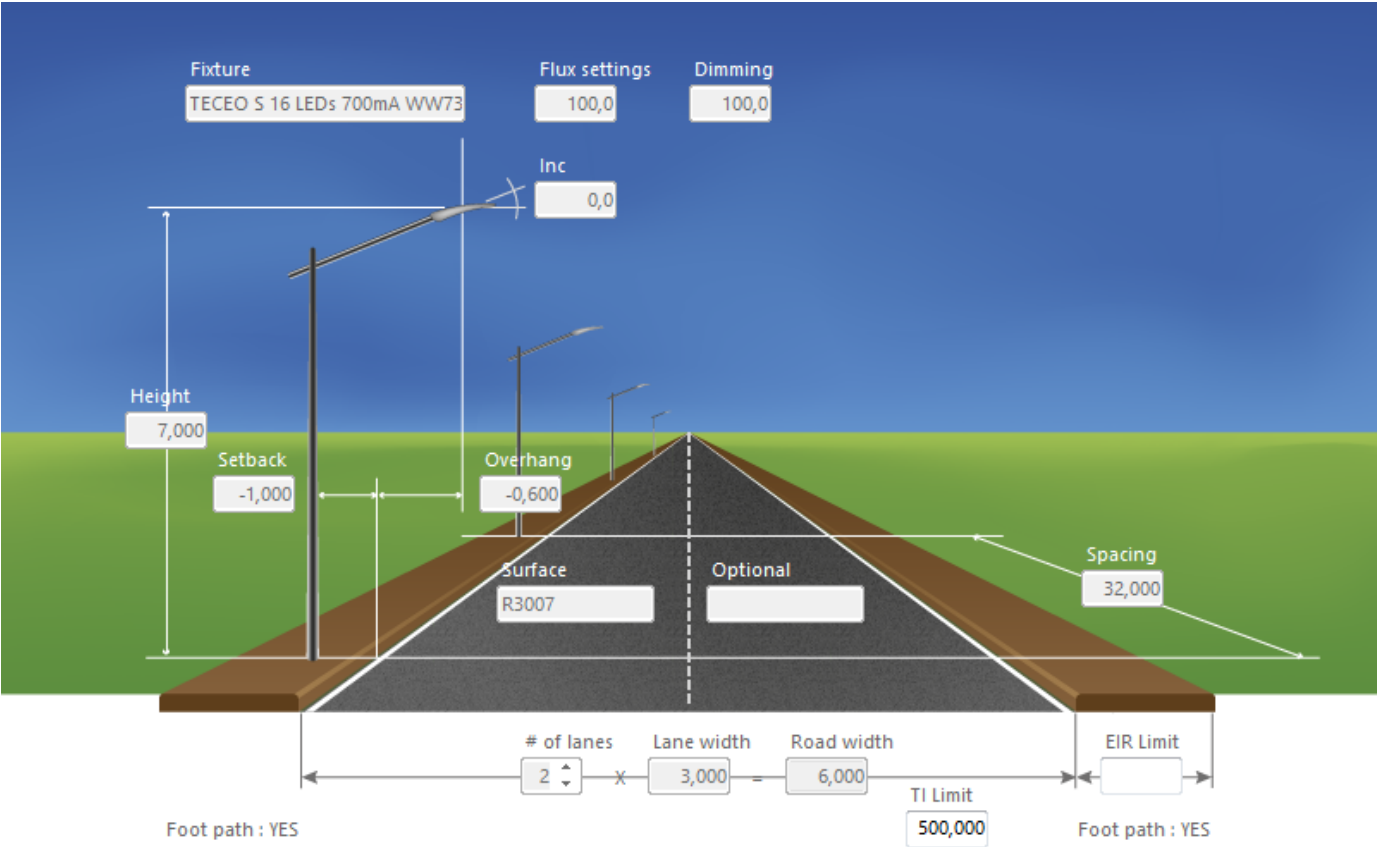 Fixture
Flux settings
Dimming
TECEO S 16 LEDs 700mA WW73
100,0
100,0
Inc
0,0
Height
7,000
Setback
Overhang
-1,000
-0,600
Spacing
32,000
Surface
Optional
R3007
# of lanes
Lane width
Road width
EIR Limit
2
X
3,000
=
6,000
TI Limit
500,000
Foot path : YES
Foot path : YES